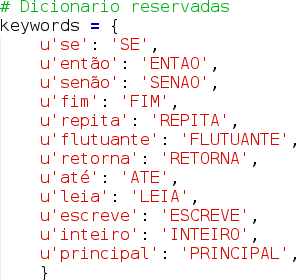 # Dicionario reservadas
keywords = {
    u'se': 'SE',
    u'então': 'ENTAO',
    u'senão': 'SENAO',
    u'fim': 'FIM',
    u'repita': 'REPITA',
    u'flutuante': 'FLUTUANTE',
    u'retorna': 'RETORNA',
    u'até': 'ATE',
    u'leia': 'LEIA',
    u'escreve': 'ESCREVE',
    u'inteiro': 'INTEIRO',
    u'principal': 'PRINCIPAL',
    }